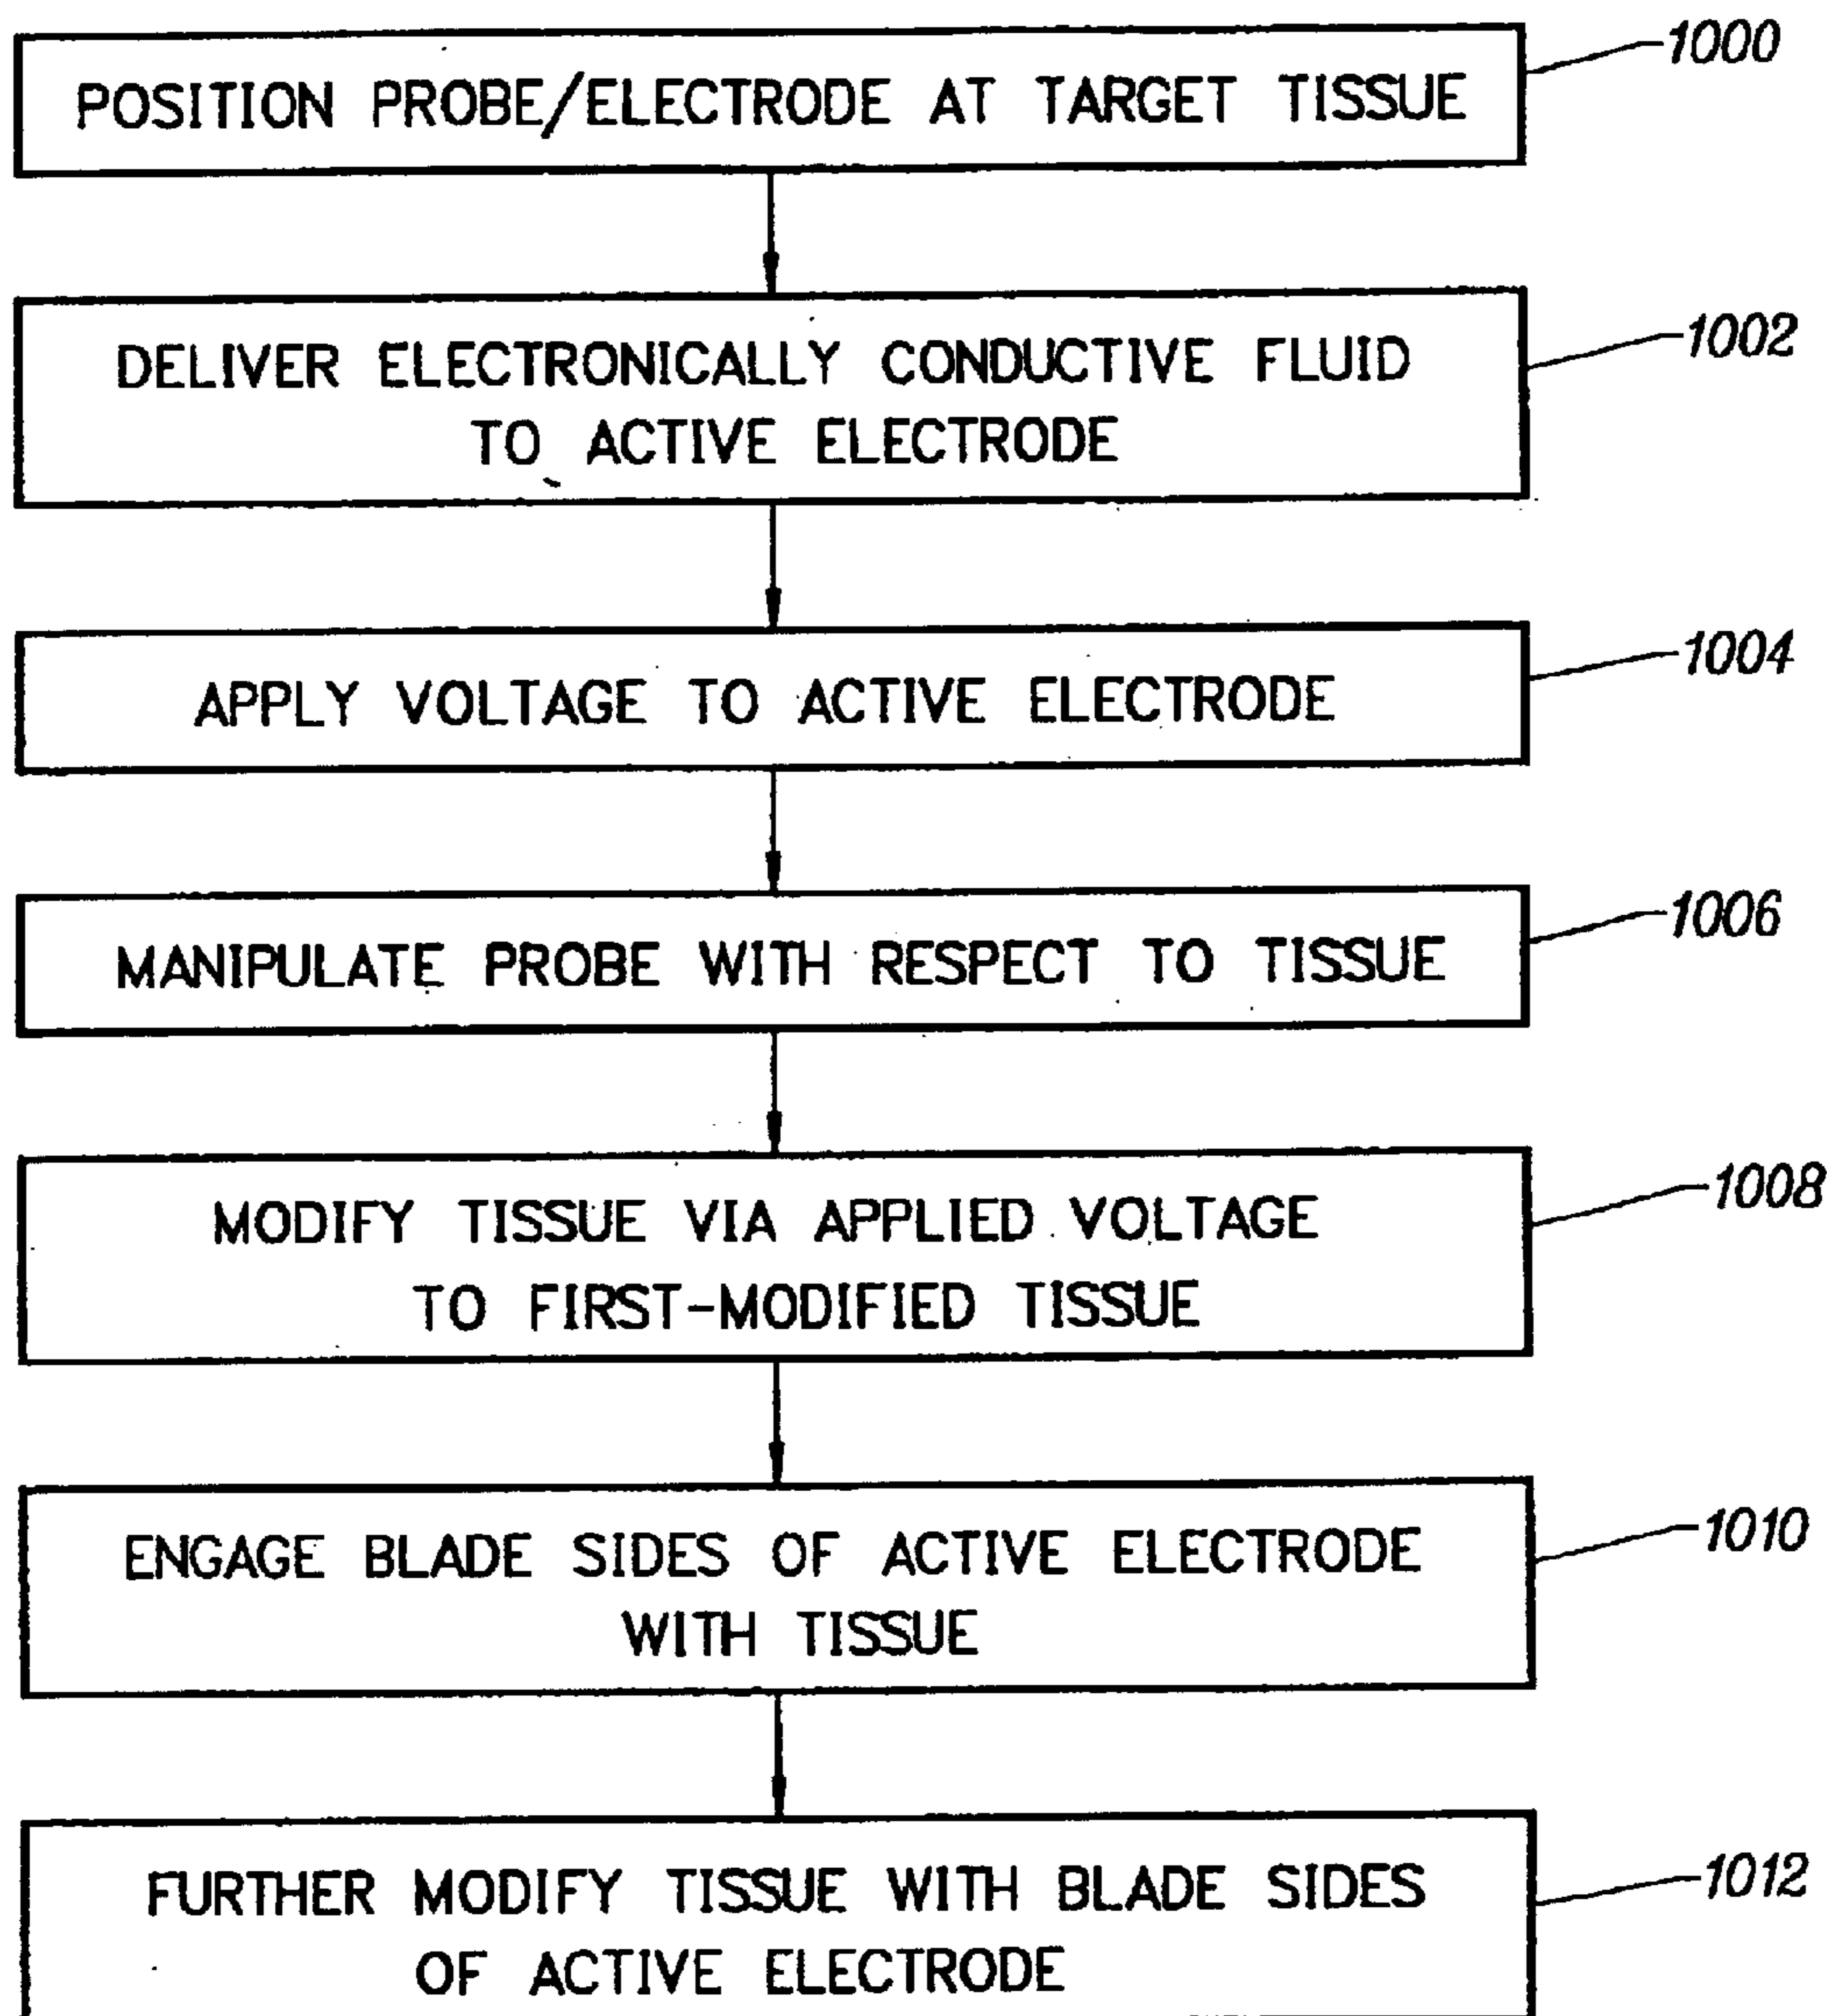 POSITION PROBE/ELECTRODE AT TARGET TISSUE
1000
DELIVER ELECTRONICALLY CONDUCTIVE FLUID
TO ACTIVE ELECTRODE
1002
APPLY VOLTAGE TO ACTIVE ELECTRODE
1004
MANIPULATE PROBE WITH RESPECT TO TISSUE
1006
MODIFY TISSUE VIA APPLIED VOLTAGE
TO FIRST-MODIFIED TISSUE
1008
ENGAGE BLADE SIDES OF ACTIVE ELECTRODE
WITH TISSUE
1010
FURTHER MODIFY TISSUE WITH BLADE SIDES
OF ACTIVE ELECTRODE
1012